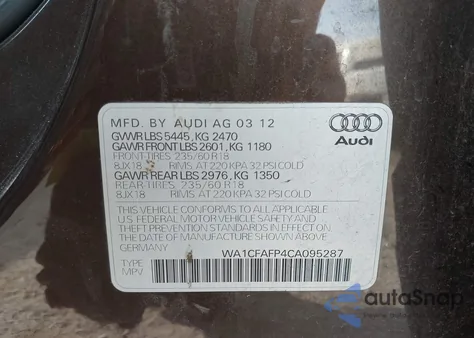 MFD. BY AUDI AG 03 12
GVWR LBS 5445, KG 2470
GAWR FRONT LBS 2601, KG 1180
FRONT TIRES 235/60 R18
8JX18 RIMS AT 220 KPA 32 PSI COLD
GAWR REAR LBS 2976, KG 1350
REAR TIRES 235/60 R18
8JX18 RIMS AT 220 KPA 32 PSI COLD
Audi
THIS VEHICLE CONFORMS TO ALL APPLICABLE
U.S. FEDERAL MOTOR VEHICLE SAFETY AND
THEFT PREVENTION STANDARDS IN EFFECT ON THE
DATE OF MANUFACTURE SHOWN ABOVE.
GERMANY
WA1CFAFP4CA095287
TYPE
MPV
autoSnap